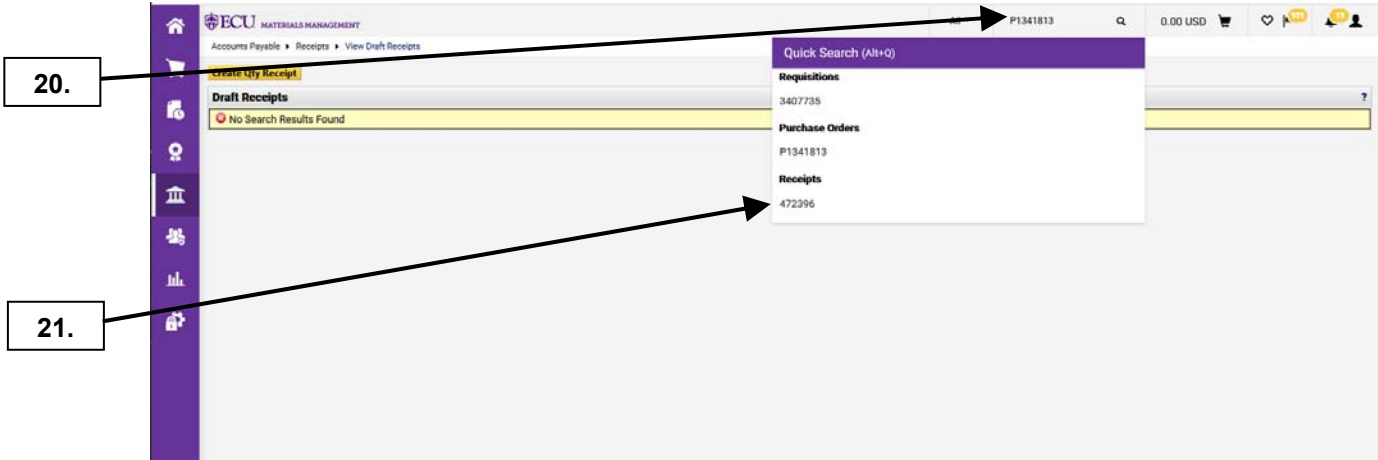 ECU MATERIALS MANAGEMENT
P1341813
0.00 USD
Accounts Payable ▸ Receipts ▸ View Draft Receipts
Quick Search (Alt+Q)
20.
Create Qty Receipt
Requisitions
Draft Receipts
?
3407735
No Search Results Found
Purchase Orders
P1341813
Receipts
472396
21.